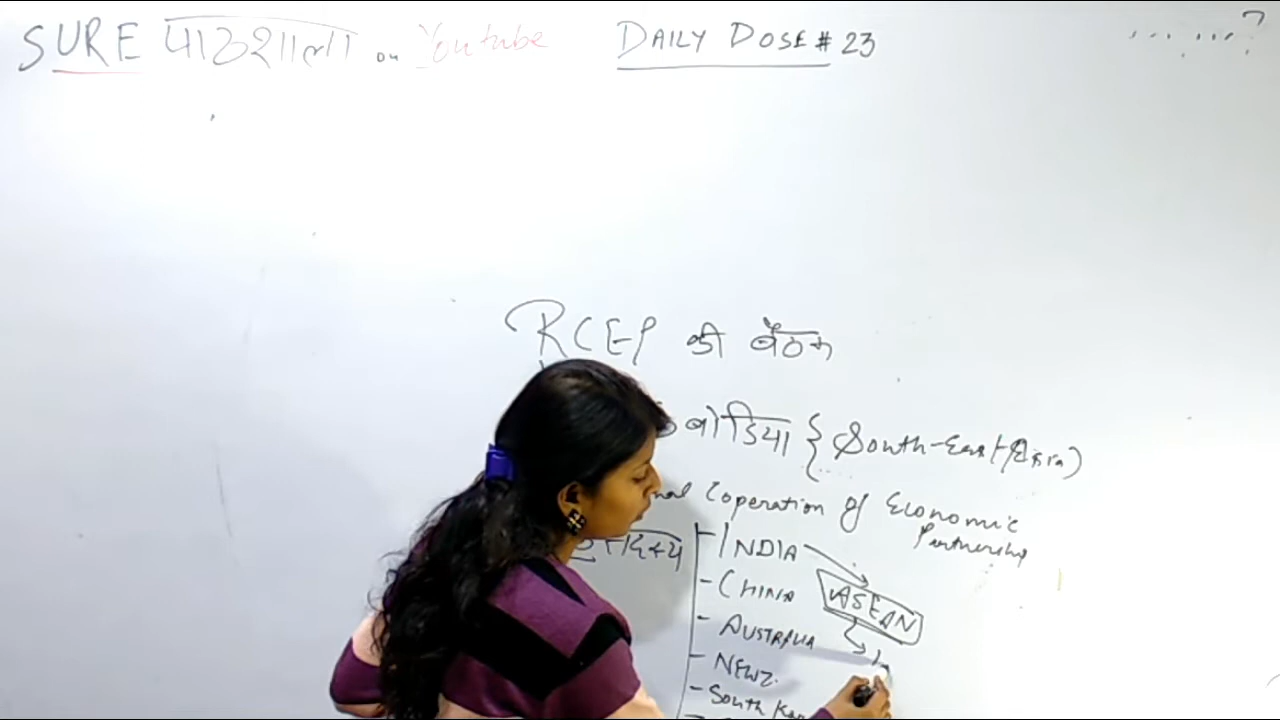 SURE पाठशाला on Youtube DAILY DOSE # 23
RCEP की बैठक
बोडिया { South-East Asia)
nal Coperation of Economic
Partnership
INDIA
CHINA
ASEAN
AUSTRALIA
NEWZ.
South